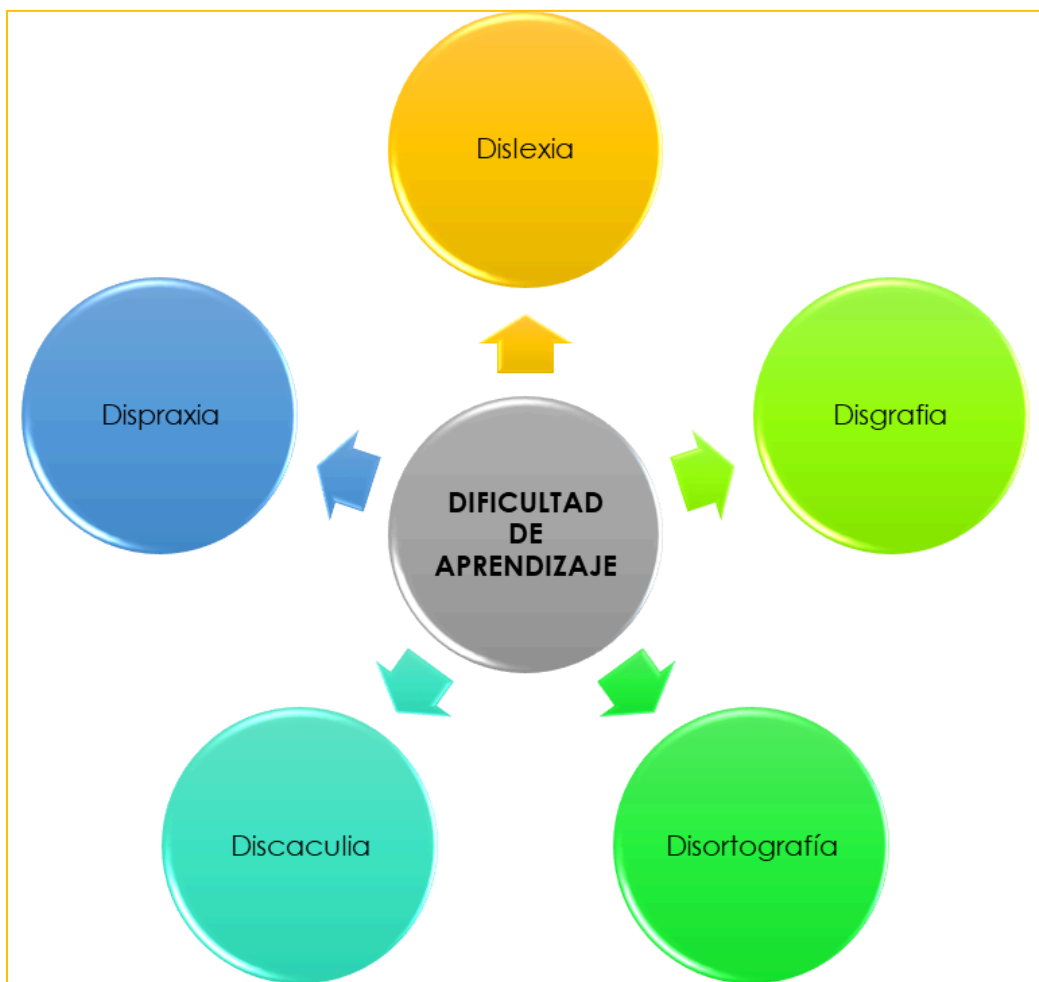 Dislexia
Dispraxia
Disgrafia
DIFICULTAD
DE
APRENDIZAJE
Discaculia
Disortografía